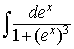 ∫ de^x / (1 + (e^x)^3)